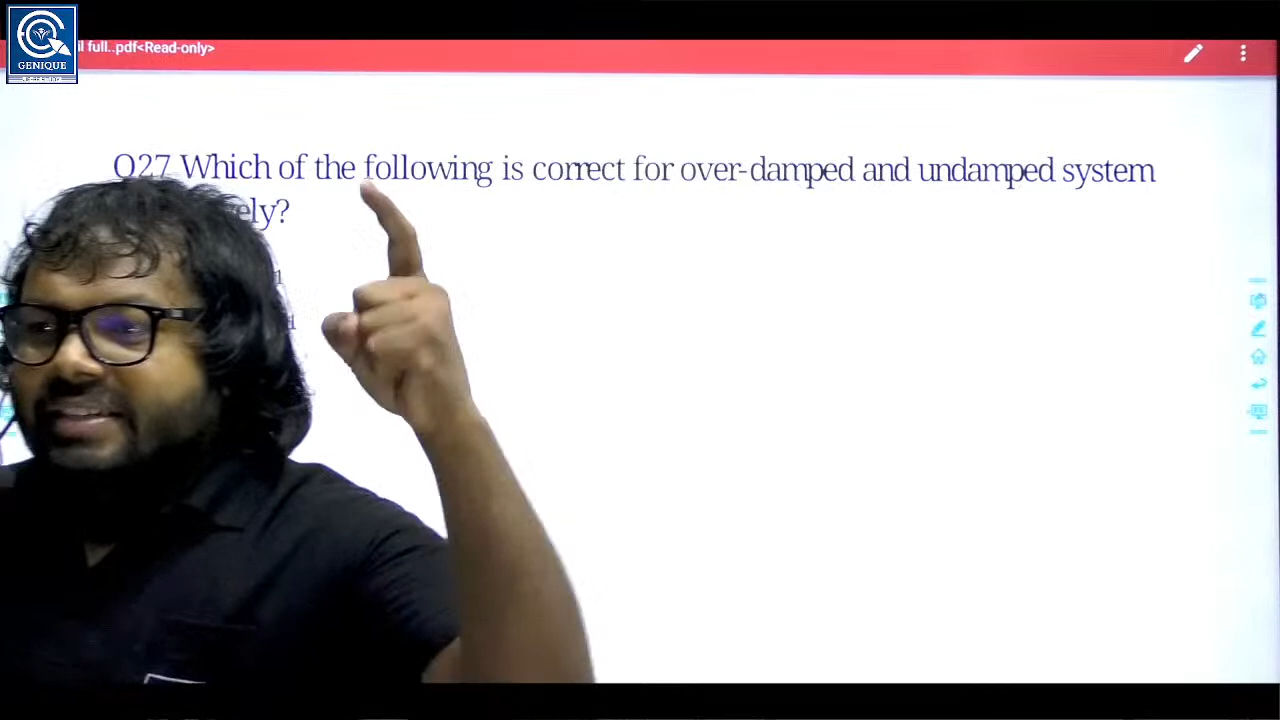 GENIQUE
full..pdf<Read-only>
Q27 Which of the following is correct for over-damped and undamped system
ely?